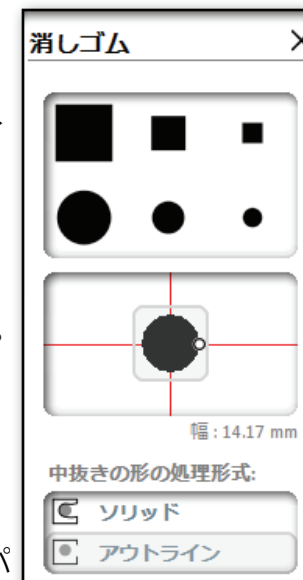 消しゴム
幅 : 14.17 mm
中抜きの形の処理形式:
ソリッド
アウトライン
パ